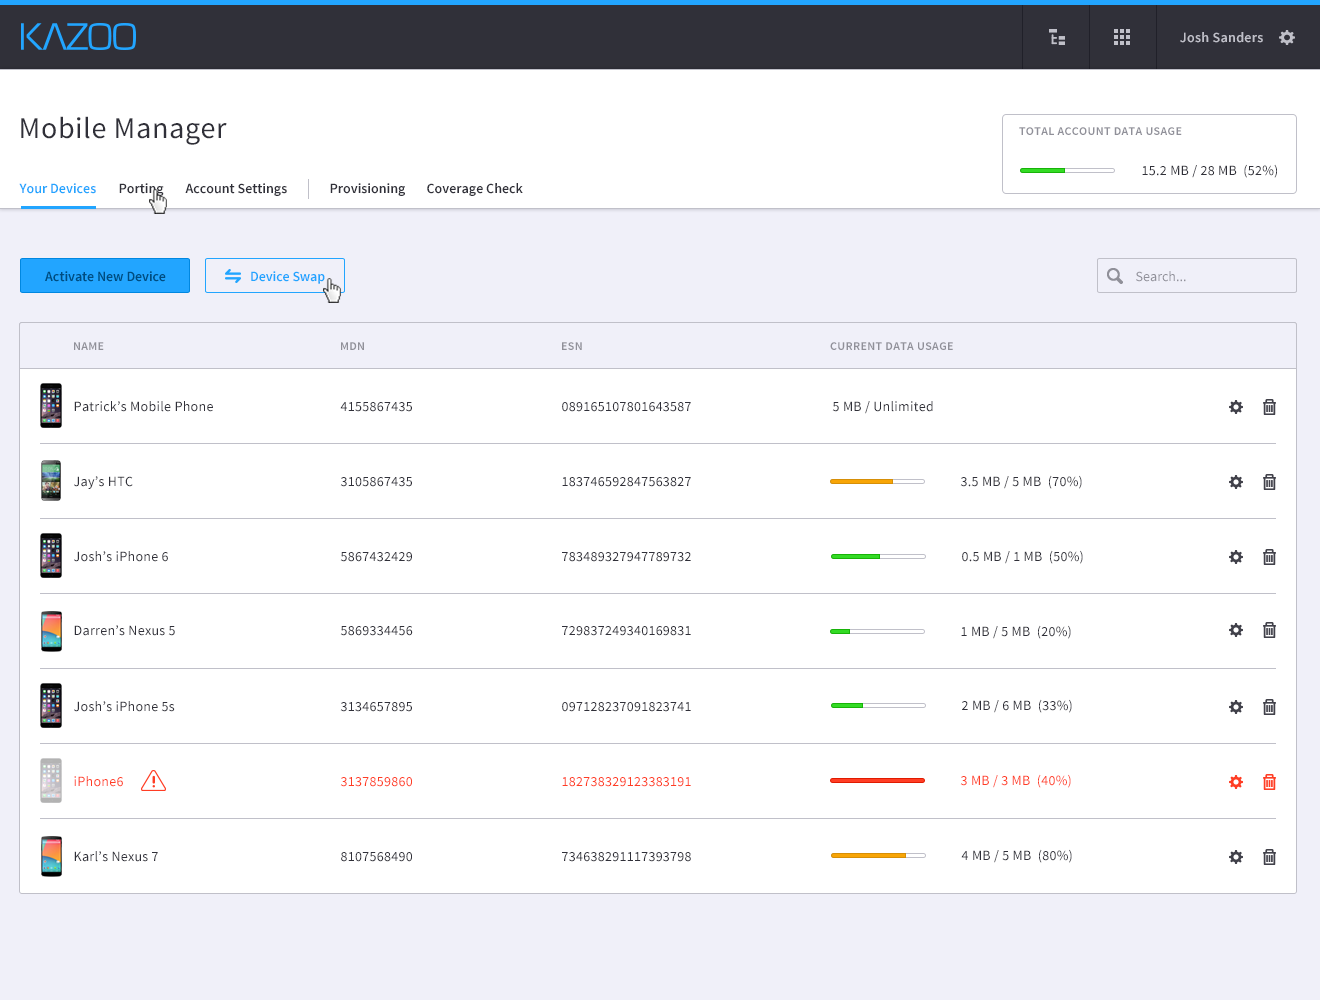 KAZOO
Josh Sanders
Mobile Manager
TOTAL ACCOUNT DATA USAGE
15.2 MB / 28 MB (52%)
Your Devices Porting Account Settings Provisioning Coverage Check
Activate New Device Device Swap Search...
NAME MDN ESN CURRENT DATA USAGE
Patrick's Mobile Phone 4155867435 089165107801643587 5 MB / Unlimited
Jay's HTC 3105867435 183746592847563827 3.5 MB / 5 MB (70%)
Josh's iPhone 6 5867432429 783489327947789732 0.5 MB / 1 MB (50%)
Darren's Nexus 5 5869334456 729837249340169831 1 MB / 5 MB (20%)
Josh's iPhone 5s 3134657895 097128237091823741 2 MB / 6 MB (33%)
iPhone6 3137859860 182738329123383191 3 MB / 3 MB (40%)
Karl's Nexus 7 8107568490 734638291117393798 4 MB / 5 MB (80%)